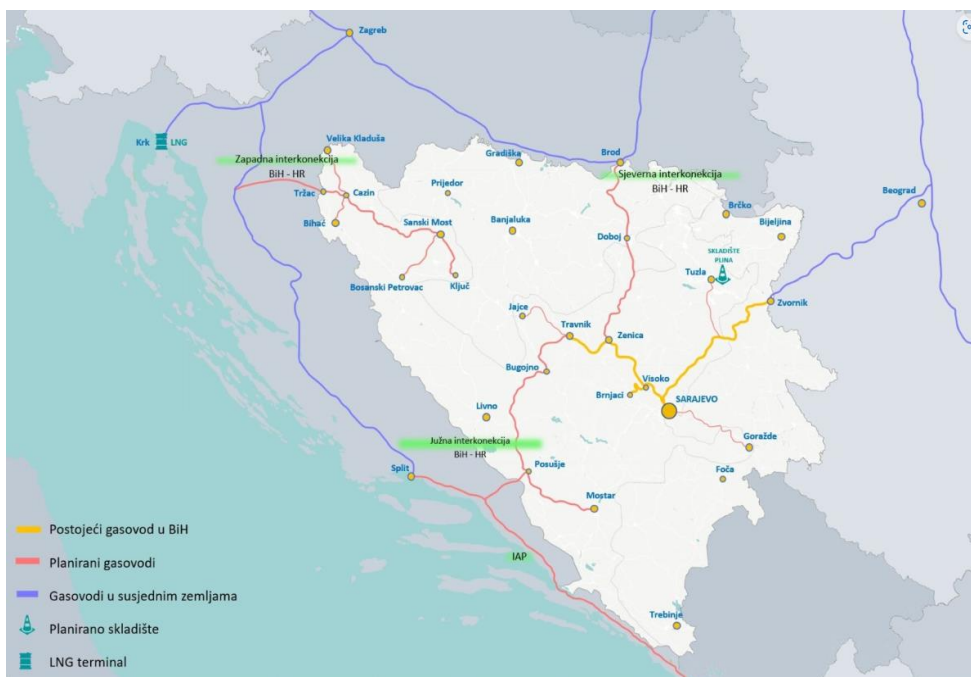 Zagreb
Krk
LNG
Velika Kladuša
Zapadna interkonekcija
BiH - HR
Gradiška
Brod
Sjeverna interkonekcija
BiH - HR
Tržac
Cazin
Prijedor
Beograd
Bihać
Sanski Most
Banjaluka
Doboj
Brčko
Bijeljina
SKLADIŠTE
PLINA
Tuzla
Bosanski Petrovac
Ključ
Zvornik
Jajce
Travnik
Zenica
Bugojno
Visoko
Brnjaci
SARAJEVO
Livno
Južna interkonekcija
BiH - HR
Goražde
Split
Posušje
Foča
Mostar
IAP
Trebinje
Postojeći gasovod u BiH
Planirani gasovodi
Gasovodi u susjednim zemljama
Planirano skladište
LNG terminal